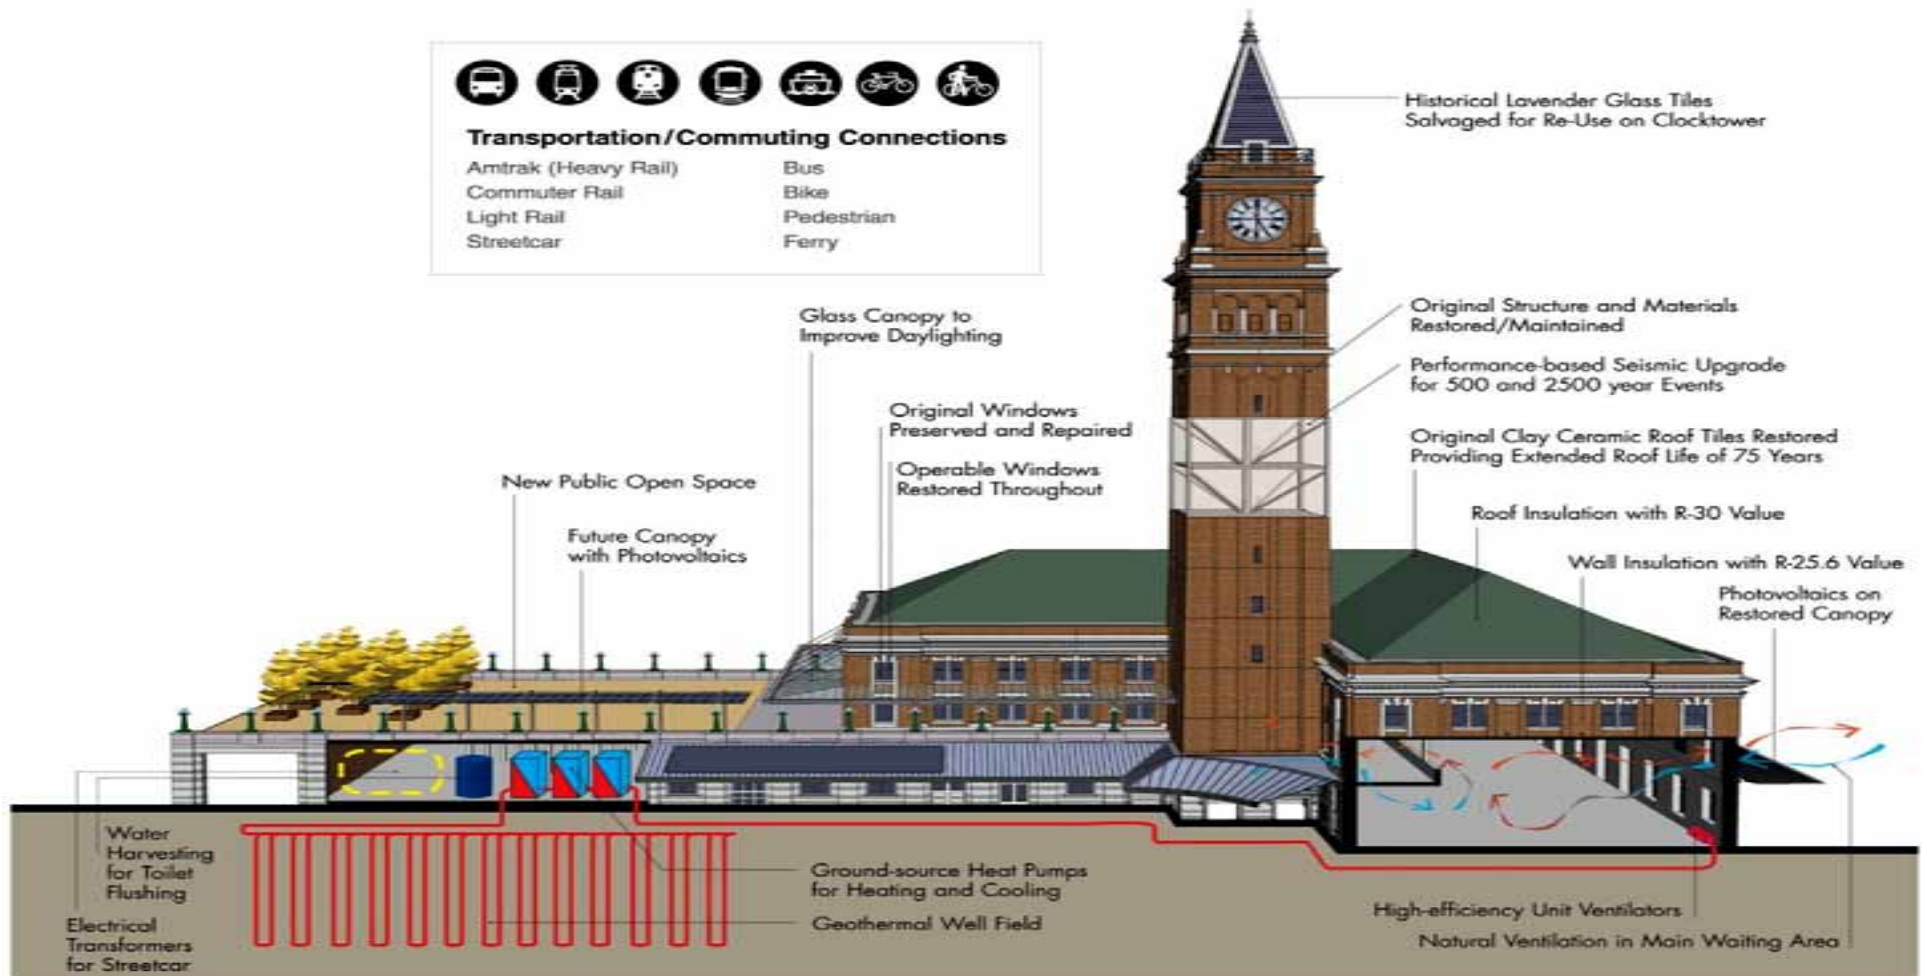 Transportation/Commuting Connections
Amtrak (Heavy Rail)
Commuter Rail
Light Rail
Streetcar
Bus
Bike
Pedestrian
Ferry
Historical Lavender Glass Tiles
Salvaged for Re-Use on Clocktower
Original Structure and Materials
Restored/Maintained
Performance-based Seismic Upgrade
for 500 and 2500 year Events
Original Clay Ceramic Roof Tiles Restored
Providing Extended Roof Life of 75 Years
Roof Insulation with R-30 Value
Wall Insulation with R-25.6 Value
Photovoltaics on
Restored Canopy
Glass Canopy to
Improve Daylighting
Original Windows
Preserved and Repaired
Operable Windows
Restored Throughout
New Public Open Space
Future Canopy
with Photovoltaics
Water
Harvesting
for Toilet
Flushing
Electrical
Transformers
for Streetcar
Ground-source Heat Pumps
for Heating and Cooling
Geothermal Well Field
High-efficiency Unit Ventilators
Natural Ventilation in Main Waiting Area